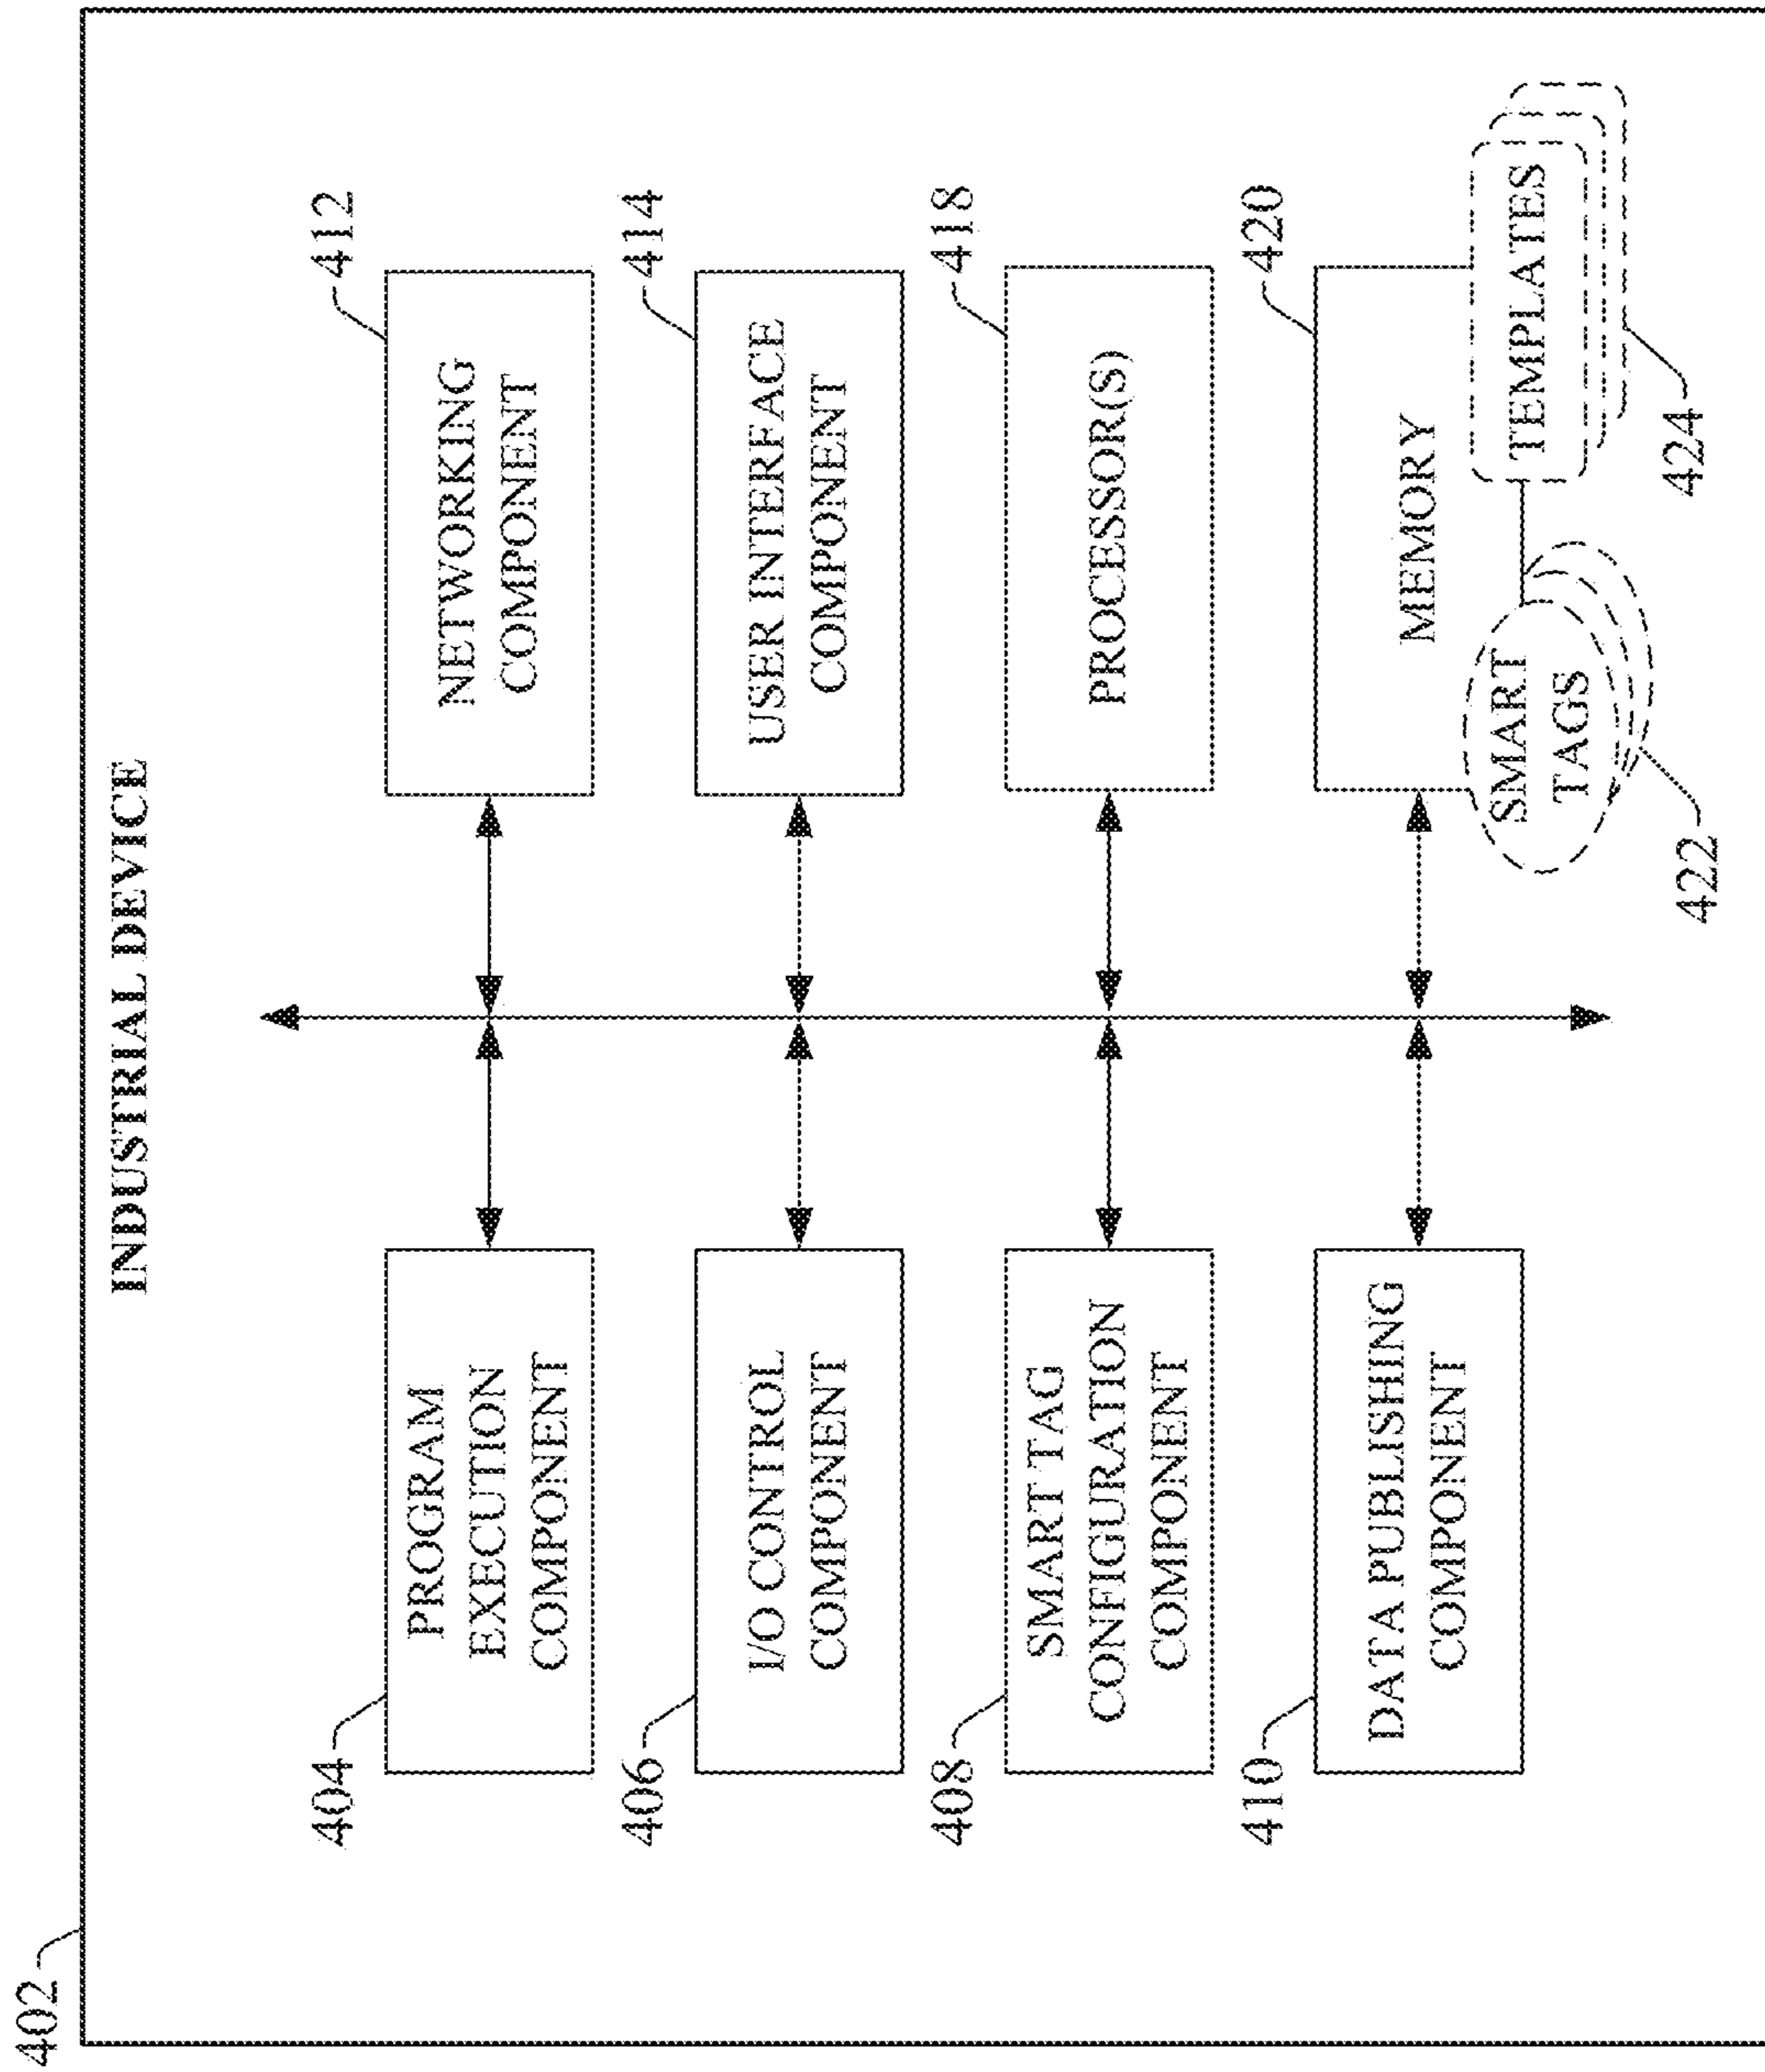 402
INDUSTRIAL DEVICE
404
PROGRAM
EXECUTION
COMPONENT
406
I/O CONTROL
COMPONENT
408
SMART TAG
CONFIGURATION
COMPONENT
410
DATA PUBLISHING
COMPONENT
412
NETWORKING
COMPONENT
414
USER INTERFACE
COMPONENT
418
PROCESSOR(S)
420
MEMORY
SMART
TAGS
422
TEMPLATES
424